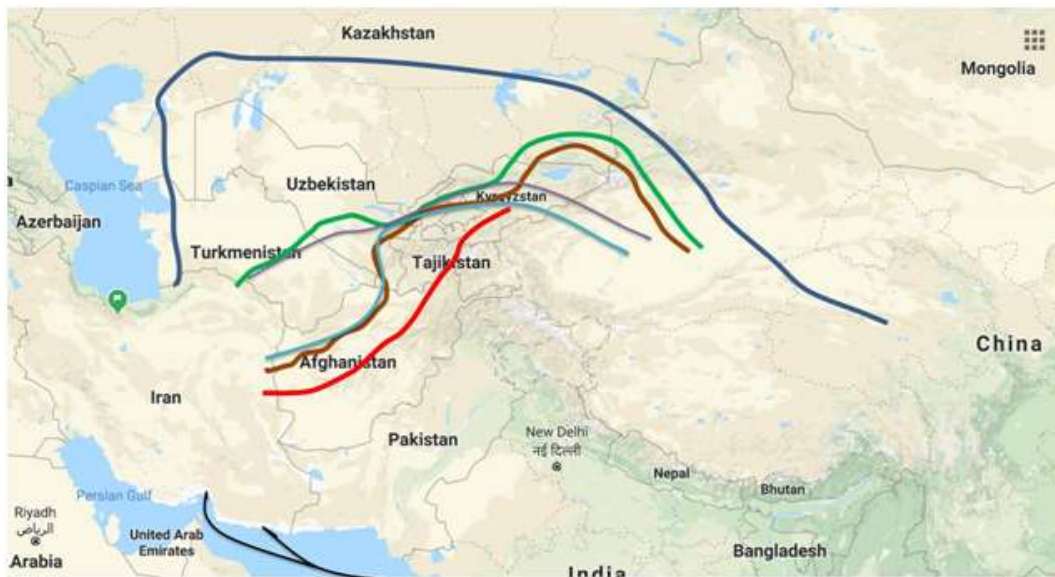 Kazakhstan
Mongolia
Caspian Sea
Uzbekistan
Kyrgyzstan
Azerbaijan
Turkmenistan
Tajikistan
China
Afghanistan
Iran
Pakistan
New Delhi
नई दिल्ली
Nepal
Bhutan
Persian Gulf
Riyadh
الرياض
United Arab
Emirates
Arabia
Bangladesh
India